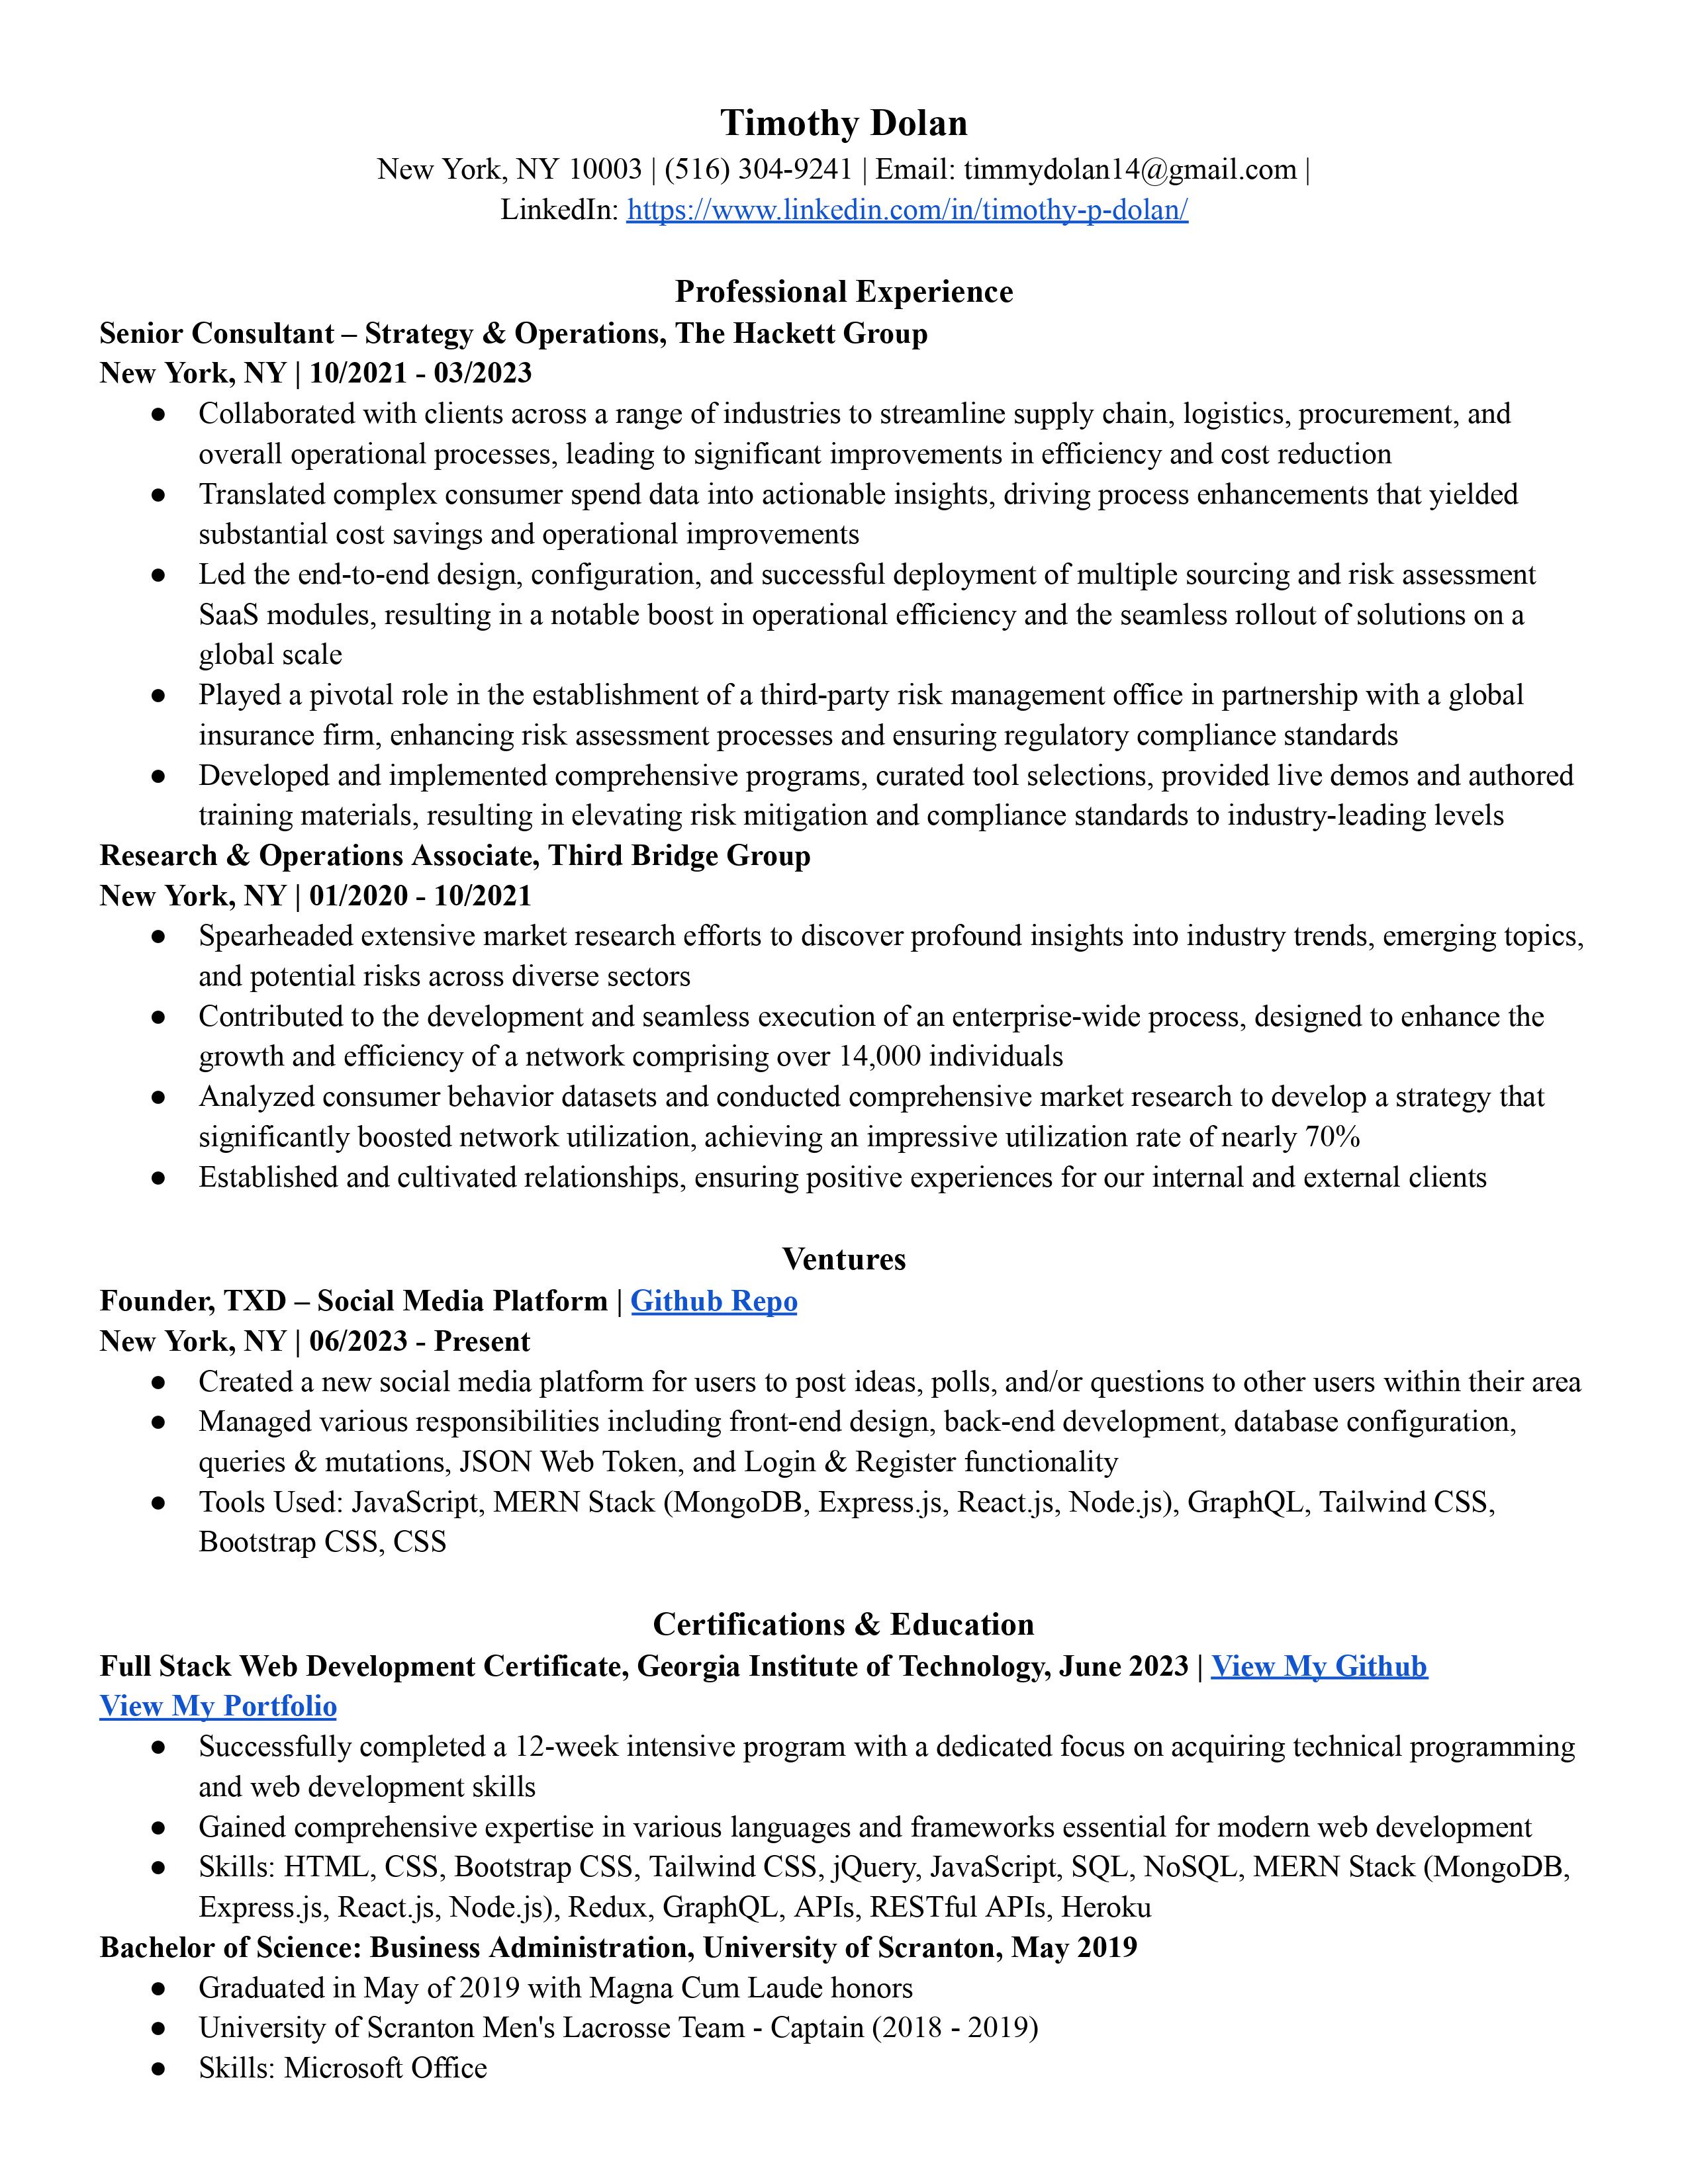 Timothy Dolan
New York, NY 10003 | (516) 304-9241 | Email: timmydolan14@gmail.com |
LinkedIn: https://www.linkedin.com/in/timothy-p-dolan/
Professional Experience
Senior Consultant – Strategy & Operations, The Hackett Group
New York, NY | 10/2021 - 03/2023
● Collaborated with clients across a range of industries to streamline supply chain, logistics, procurement, and
overall operational processes, leading to significant improvements in efficiency and cost reduction
● Translated complex consumer spend data into actionable insights, driving process enhancements that yielded
substantial cost savings and operational improvements
● Led the end-to-end design, configuration, and successful deployment of multiple sourcing and risk assessment
SaaS modules, resulting in a notable boost in operational efficiency and the seamless rollout of solutions on a
global scale
● Played a pivotal role in the establishment of a third-party risk management office in partnership with a global
insurance firm, enhancing risk assessment processes and ensuring regulatory compliance standards
● Developed and implemented comprehensive programs, curated tool selections, provided live demos and authored
training materials, resulting in elevating risk mitigation and compliance standards to industry-leading levels
Research & Operations Associate, Third Bridge Group
New York, NY | 01/2020 - 10/2021
● Spearheaded extensive market research efforts to discover profound insights into industry trends, emerging topics,
and potential risks across diverse sectors
● Contributed to the development and seamless execution of an enterprise-wide process, designed to enhance the
growth and efficiency of a network comprising over 14,000 individuals
● Analyzed consumer behavior datasets and conducted comprehensive market research to develop a strategy that
significantly boosted network utilization, achieving an impressive utilization rate of nearly 70%
● Established and cultivated relationships, ensuring positive experiences for our internal and external clients
Ventures
Founder, TXD – Social Media Platform | Github Repo
New York, NY | 06/2023 - Present
● Created a new social media platform for users to post ideas, polls, and/or questions to other users within their area
● Managed various responsibilities including front-end design, back-end development, database configuration,
queries & mutations, JSON Web Token, and Login & Register functionality
● Tools Used: JavaScript, MERN Stack (MongoDB, Express.js, React.js, Node.js), GraphQL, Tailwind CSS,
Bootstrap CSS, CSS
Certifications & Education
Full Stack Web Development Certificate, Georgia Institute of Technology, June 2023 | View My Github
View My Portfolio
● Successfully completed a 12-week intensive program with a dedicated focus on acquiring technical programming
and web development skills
● Gained comprehensive expertise in various languages and frameworks essential for modern web development
● Skills: HTML, CSS, Bootstrap CSS, Tailwind CSS, jQuery, JavaScript, SQL, NoSQL, MERN Stack (MongoDB,
Express.js, React.js, Node.js), Redux, GraphQL, APIs, RESTful APIs, Heroku
Bachelor of Science: Business Administration, University of Scranton, May 2019
● Graduated in May of 2019 with Magna Cum Laude honors
● University of Scranton Men's Lacrosse Team - Captain (2018 - 2019)
● Skills: Microsoft Office